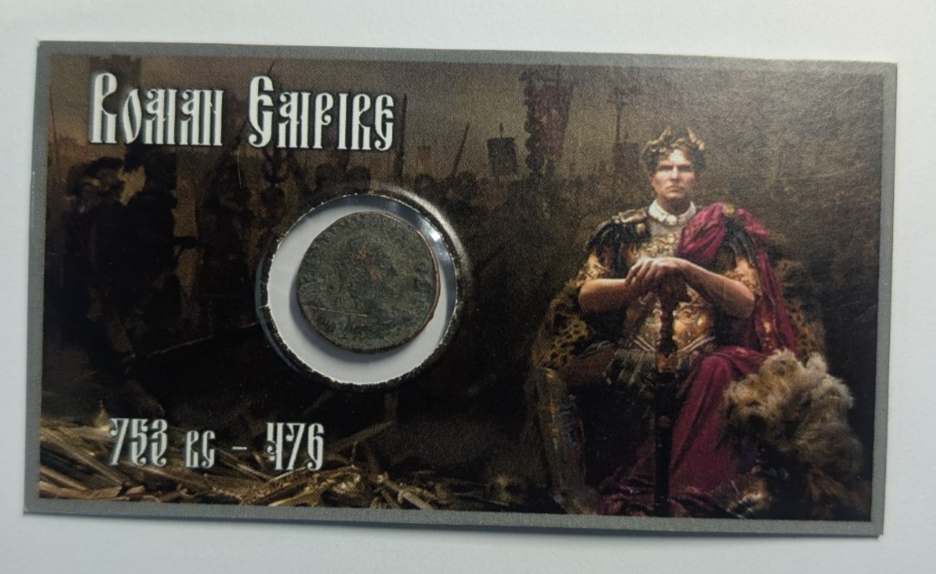 Roman Empire
753 BC – 476